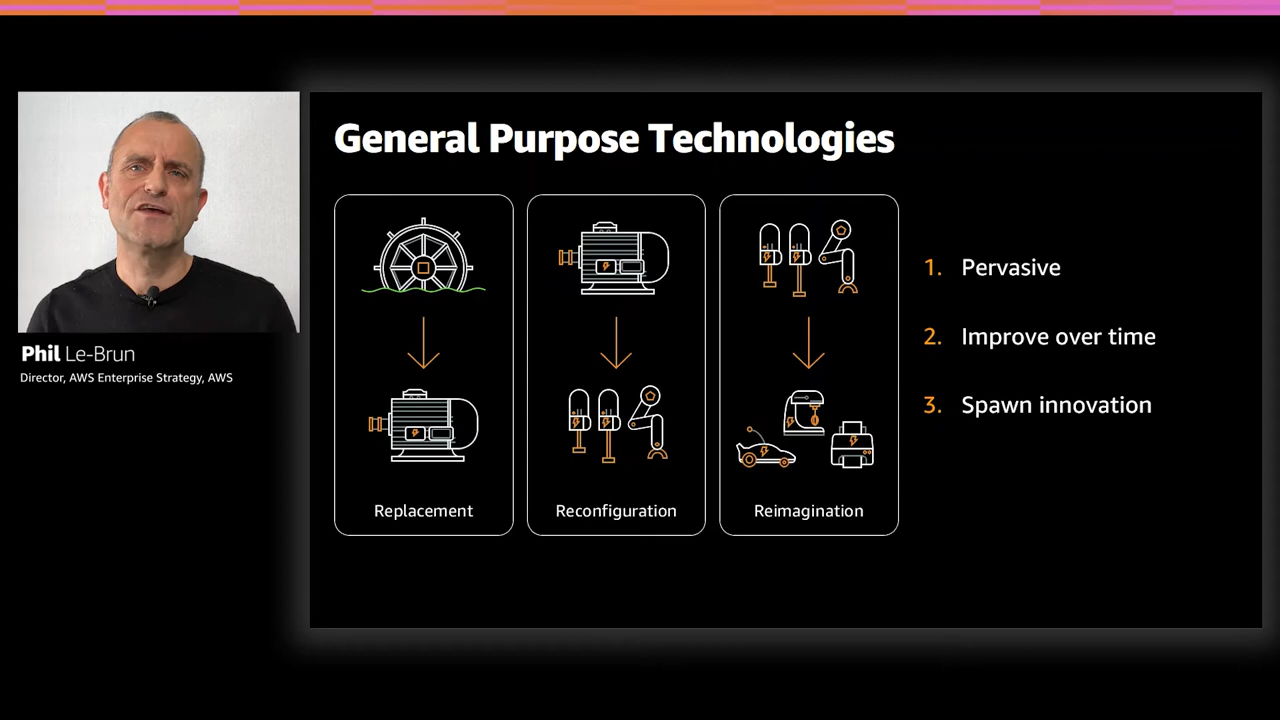 General Purpose Technologies
Replacement
Reconfiguration
Reimagination
1. Pervasive
2. Improve over time
3. Spawn innovation
Phil Le-Brun
Director, AWS Enterprise Strategy, AWS